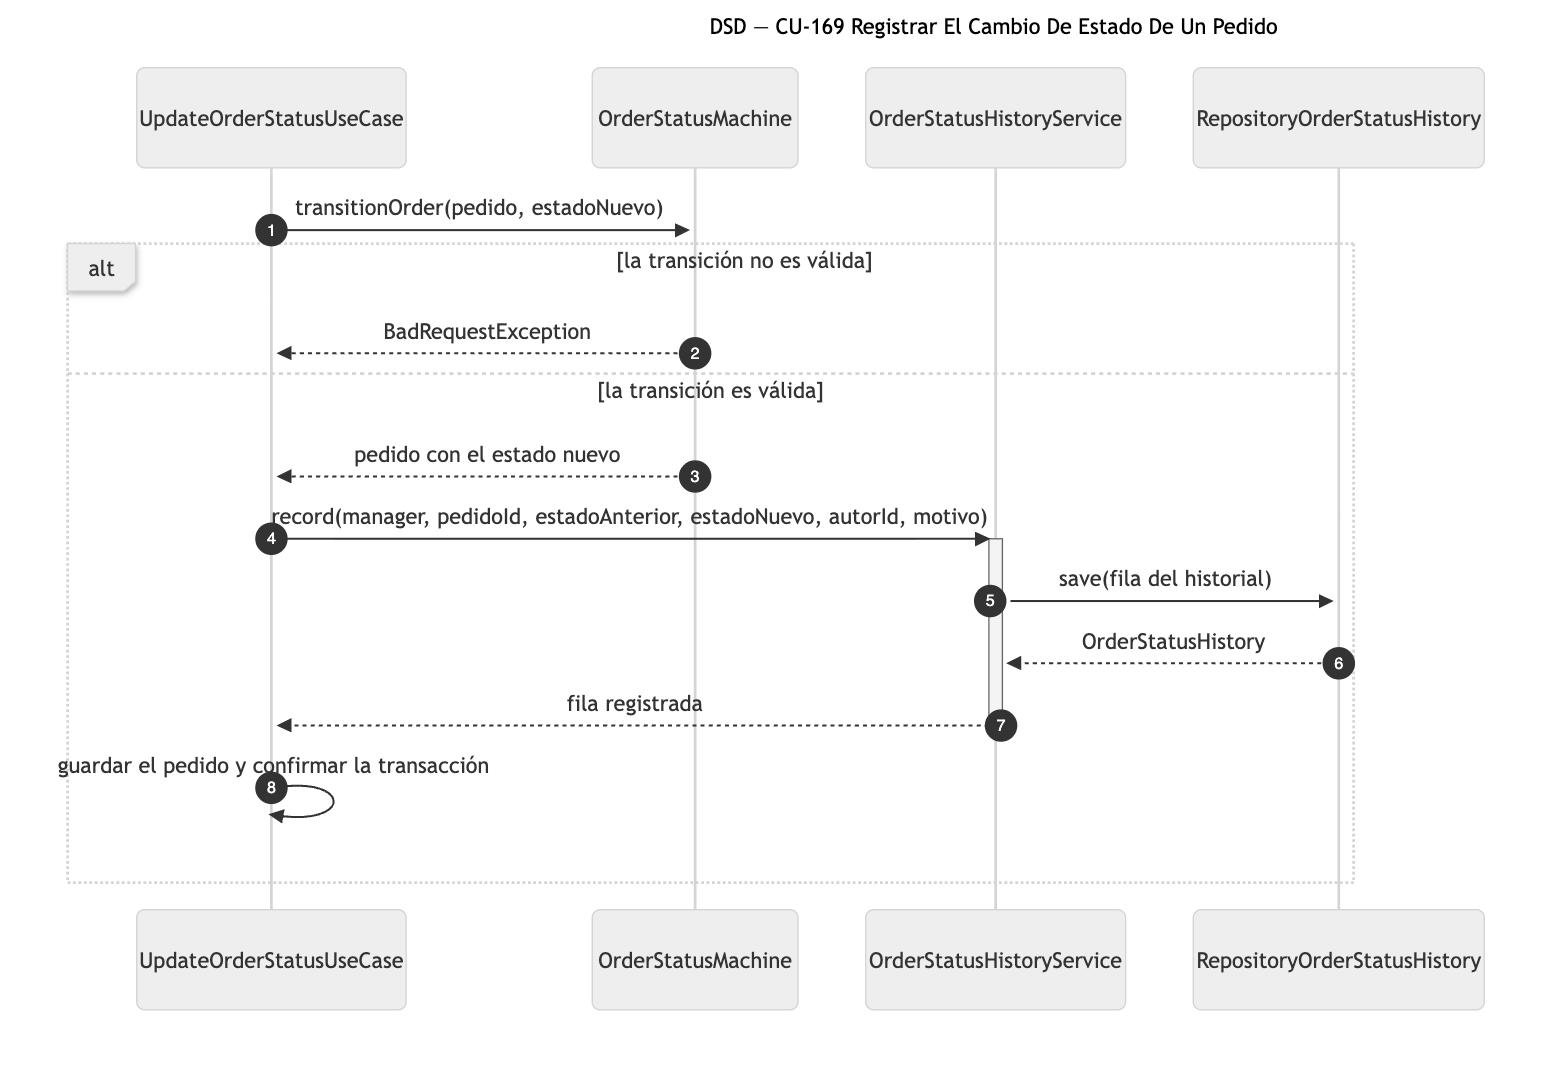 DSD — CU-169 Registrar El Cambio De Estado De Un Pedido
UpdateOrderStatusUseCase
OrderStatusMachine
OrderStatusHistoryService
RepositoryOrderStatusHistory
transitionOrder(pedido, estadoNuevo)
1
alt
[la transición no es válida]
BadRequestException
2
[la transición es válida]
pedido con el estado nuevo
3
record(manager, pedidoId, estadoAnterior, estadoNuevo, autorId, motivo)
4
save(fila del historial)
5
OrderStatusHistory
6
fila registrada
7
guardar el pedido y confirmar la transacción
8
UpdateOrderStatusUseCase
OrderStatusMachine
OrderStatusHistoryService
RepositoryOrderStatusHistory